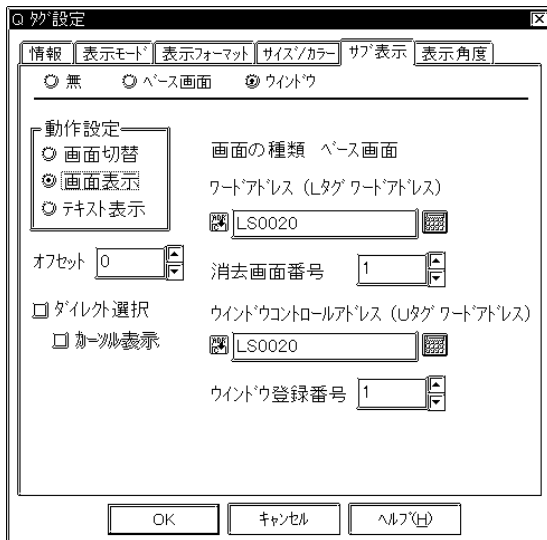 Q ﾀｸﾞ設定
情報 表示ﾓｰﾄﾞ 表示ﾌｫｰﾏｯﾄ ｻｲｽﾞ/ｶﾗｰ ｻﾌﾞ表示 表示角度
無 ﾍﾞｰｽ画面 ｳｨﾝﾄﾞｳ
動作設定
画面切替
画面表示
ﾃｷｽﾄ表示
画面の種類 ﾍﾞｰｽ画面
ﾜｰﾄﾞｱﾄﾞﾚｽ (Lﾀｸﾞ ﾜｰﾄﾞｱﾄﾞﾚｽ)
LS0020
ｵﾌｾｯﾄ 0
消去画面番号 1
ﾀﾞｲﾚｸﾄ選択
ｶｰｿﾙ表示
ｳｲﾝﾄﾞｳｺﾝﾄﾛｰﾙｱﾄﾞﾚｽ (Uﾀｸﾞ ﾜｰﾄﾞｱﾄﾞﾚｽ)
LS0020
ｳｲﾝﾄﾞｳ登録番号 1
OK ｷｬﾝｾﾙ ﾍﾙﾌﾟ(H)